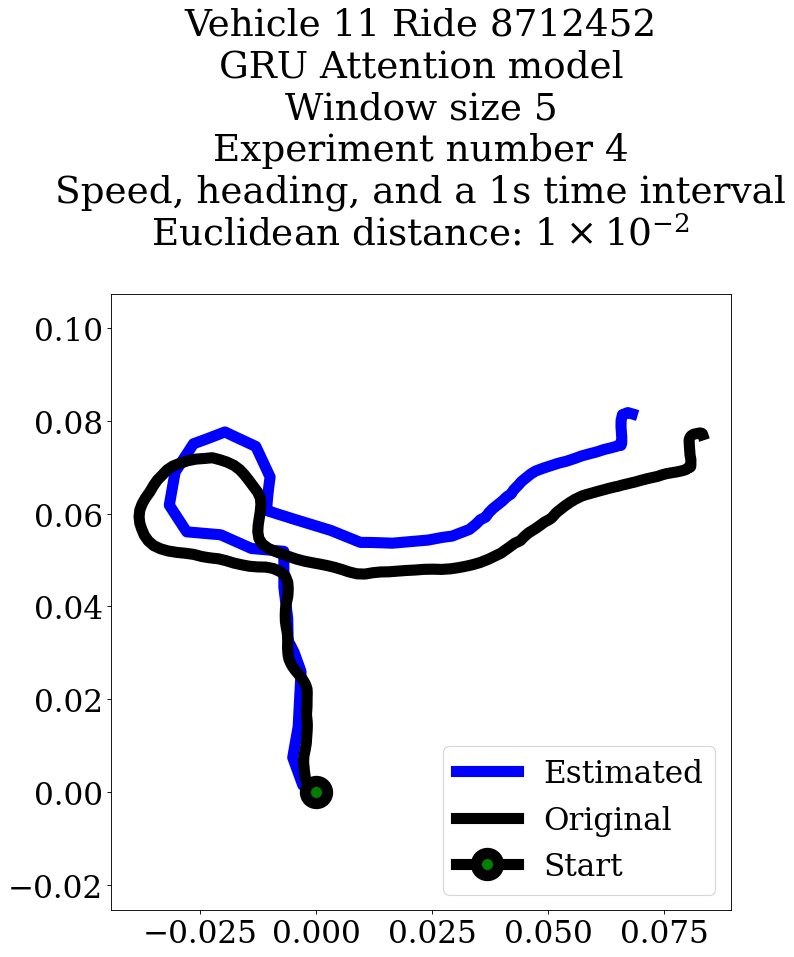 Vehicle 11 Ride 8712452
GRU Attention model
Window size 5
Experiment number 4
Speed, heading, and a 1s time interval
Euclidean distance: 1 × 10⁻²
0.10
0.08
0.06
0.04
0.02
0.00
−0.02
Estimated
Original
Start
−0.025 0.000 0.025 0.050 0.075